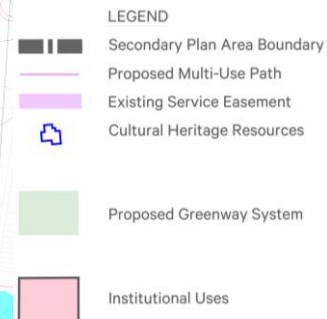 LEGEND
Secondary Plan Area Boundary
Proposed Multi-Use Path
Existing Service Easement
Cultural Heritage Resources
Proposed Greenway System
Institutional Uses